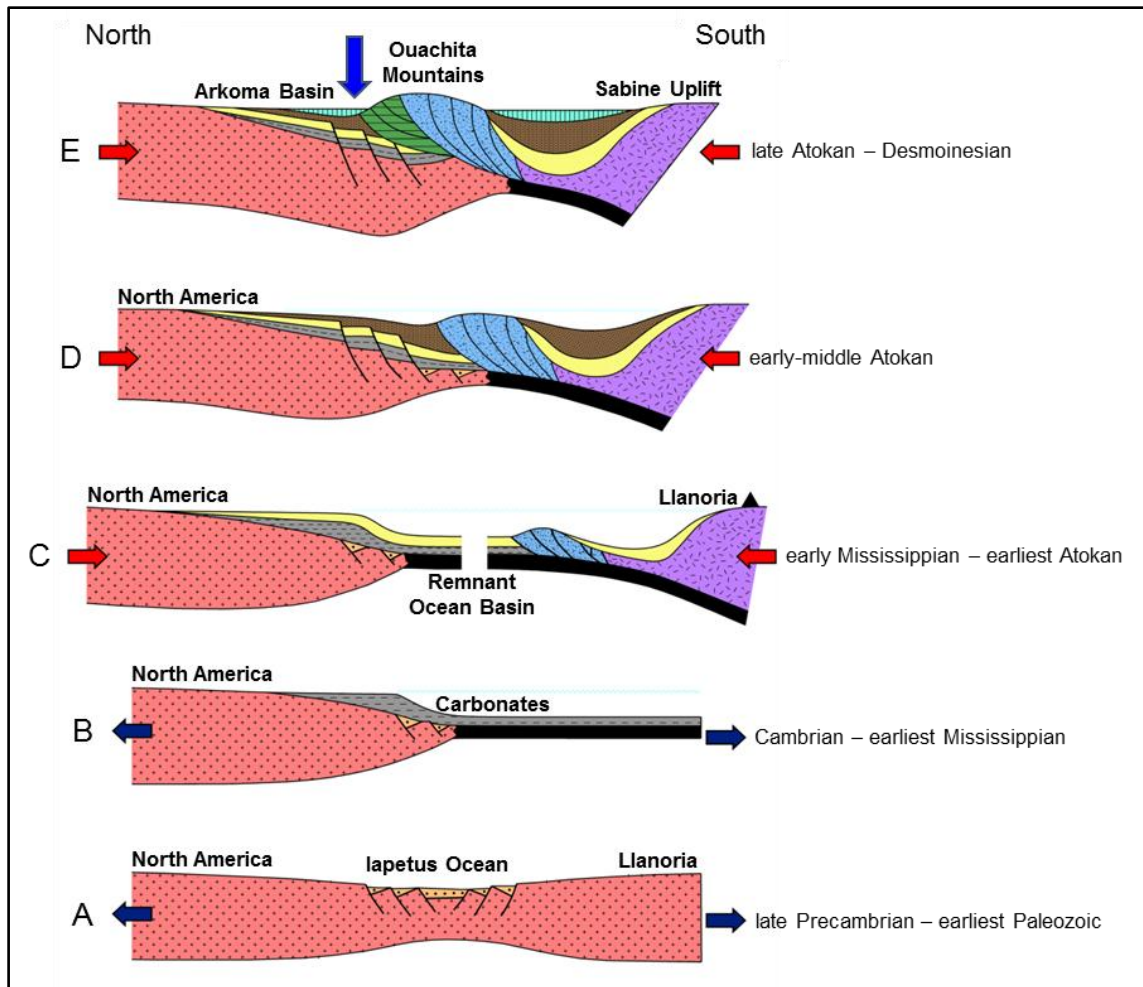 North
South
Ouachita
Mountains
Arkoma Basin
Sabine Uplift
E
late Atokan – Desmoinesian
North America
D
early-middle Atokan
North America
Llanoria
C
early Mississippian – earliest Atokan
Remnant
Ocean Basin
North America
Carbonates
B
Cambrian – earliest Mississippian
North America
Iapetus Ocean
Llanoria
A
late Precambrian – earliest Paleozoic